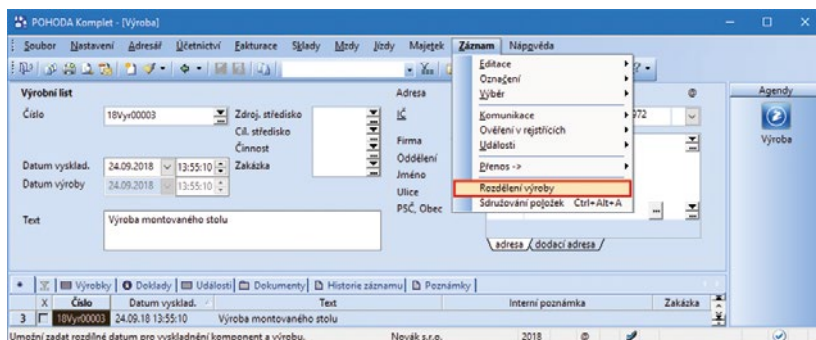 POHODA Komplet - [Výroba]
Soubor Nastavení Adresář Účetnictví Fakturace Sklady Mzdy Jízdy Majetek Záznam Nápověda
Výrobní list
Číslo 18Vyr00003
Zdroj. středisko
Cíl. středisko
Činnost
Datum vysklad. 24.09.2018 13:55:10
Zakázka
Datum výroby 24.09.2018 13:55:10
Text Výroba montovaného stolu
Adresa @
IČ 972
Firma
Oddělení
Jméno
Ulice
PSČ, Obec
adresa dodací adresa
Editace
Označení
Výběr
Komunikace
Ověření v rejstřících
Události
Přenos ->
Rozdělení výroby
Sdružování položek Ctrl+Alt+A
Agendy
Výroba
Výrobky Doklady Události Dokumenty Historie záznamu Poznámky
X Číslo Datum vysklad. Text Interní poznámka Zakázka
3 18Vyr00003 24.09.18 13:55:10 Výroba montovaného stolu
Umožní zadat rozdílné datum pro vyskladnění komponent a výrobu. Novák s.r.o. 2018 @